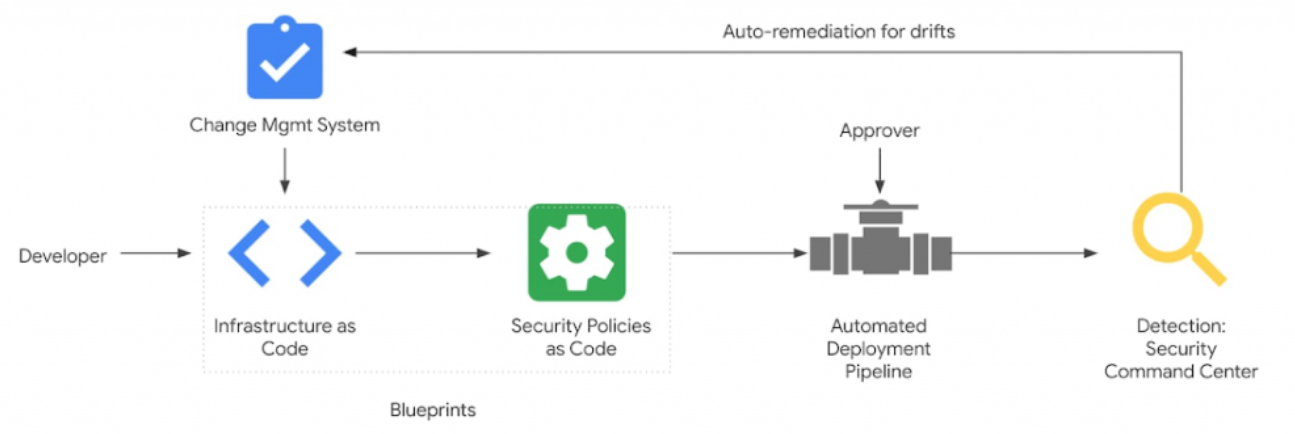 Auto-remediation for drifts
Change Mgmt System
Approver
Developer
Infrastructure as
Code
Security Policies
as Code
Automated
Deployment
Pipeline
Detection:
Security
Command Center
Blueprints